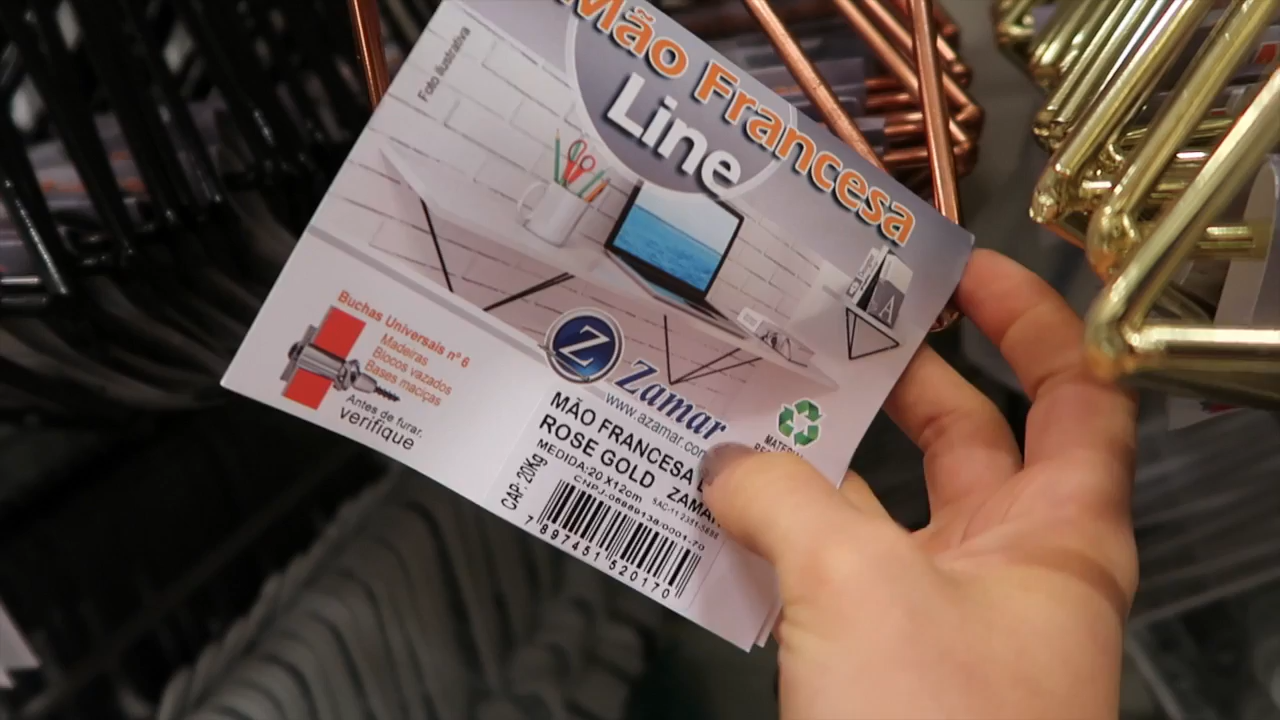 Mão Francesa
Line
Foto ilustrativa
Buchas Universais nº 6
Madeiras
Blocos vazados
Bases maciças
Antes de furar,
verifique
Z
Zamar
www.azamar.com
MÃO FRANCESA
ROSE GOLD ZAMAR
MEDIDA:20 X12cm
CAP. 20Kg
7 897451 520170
A